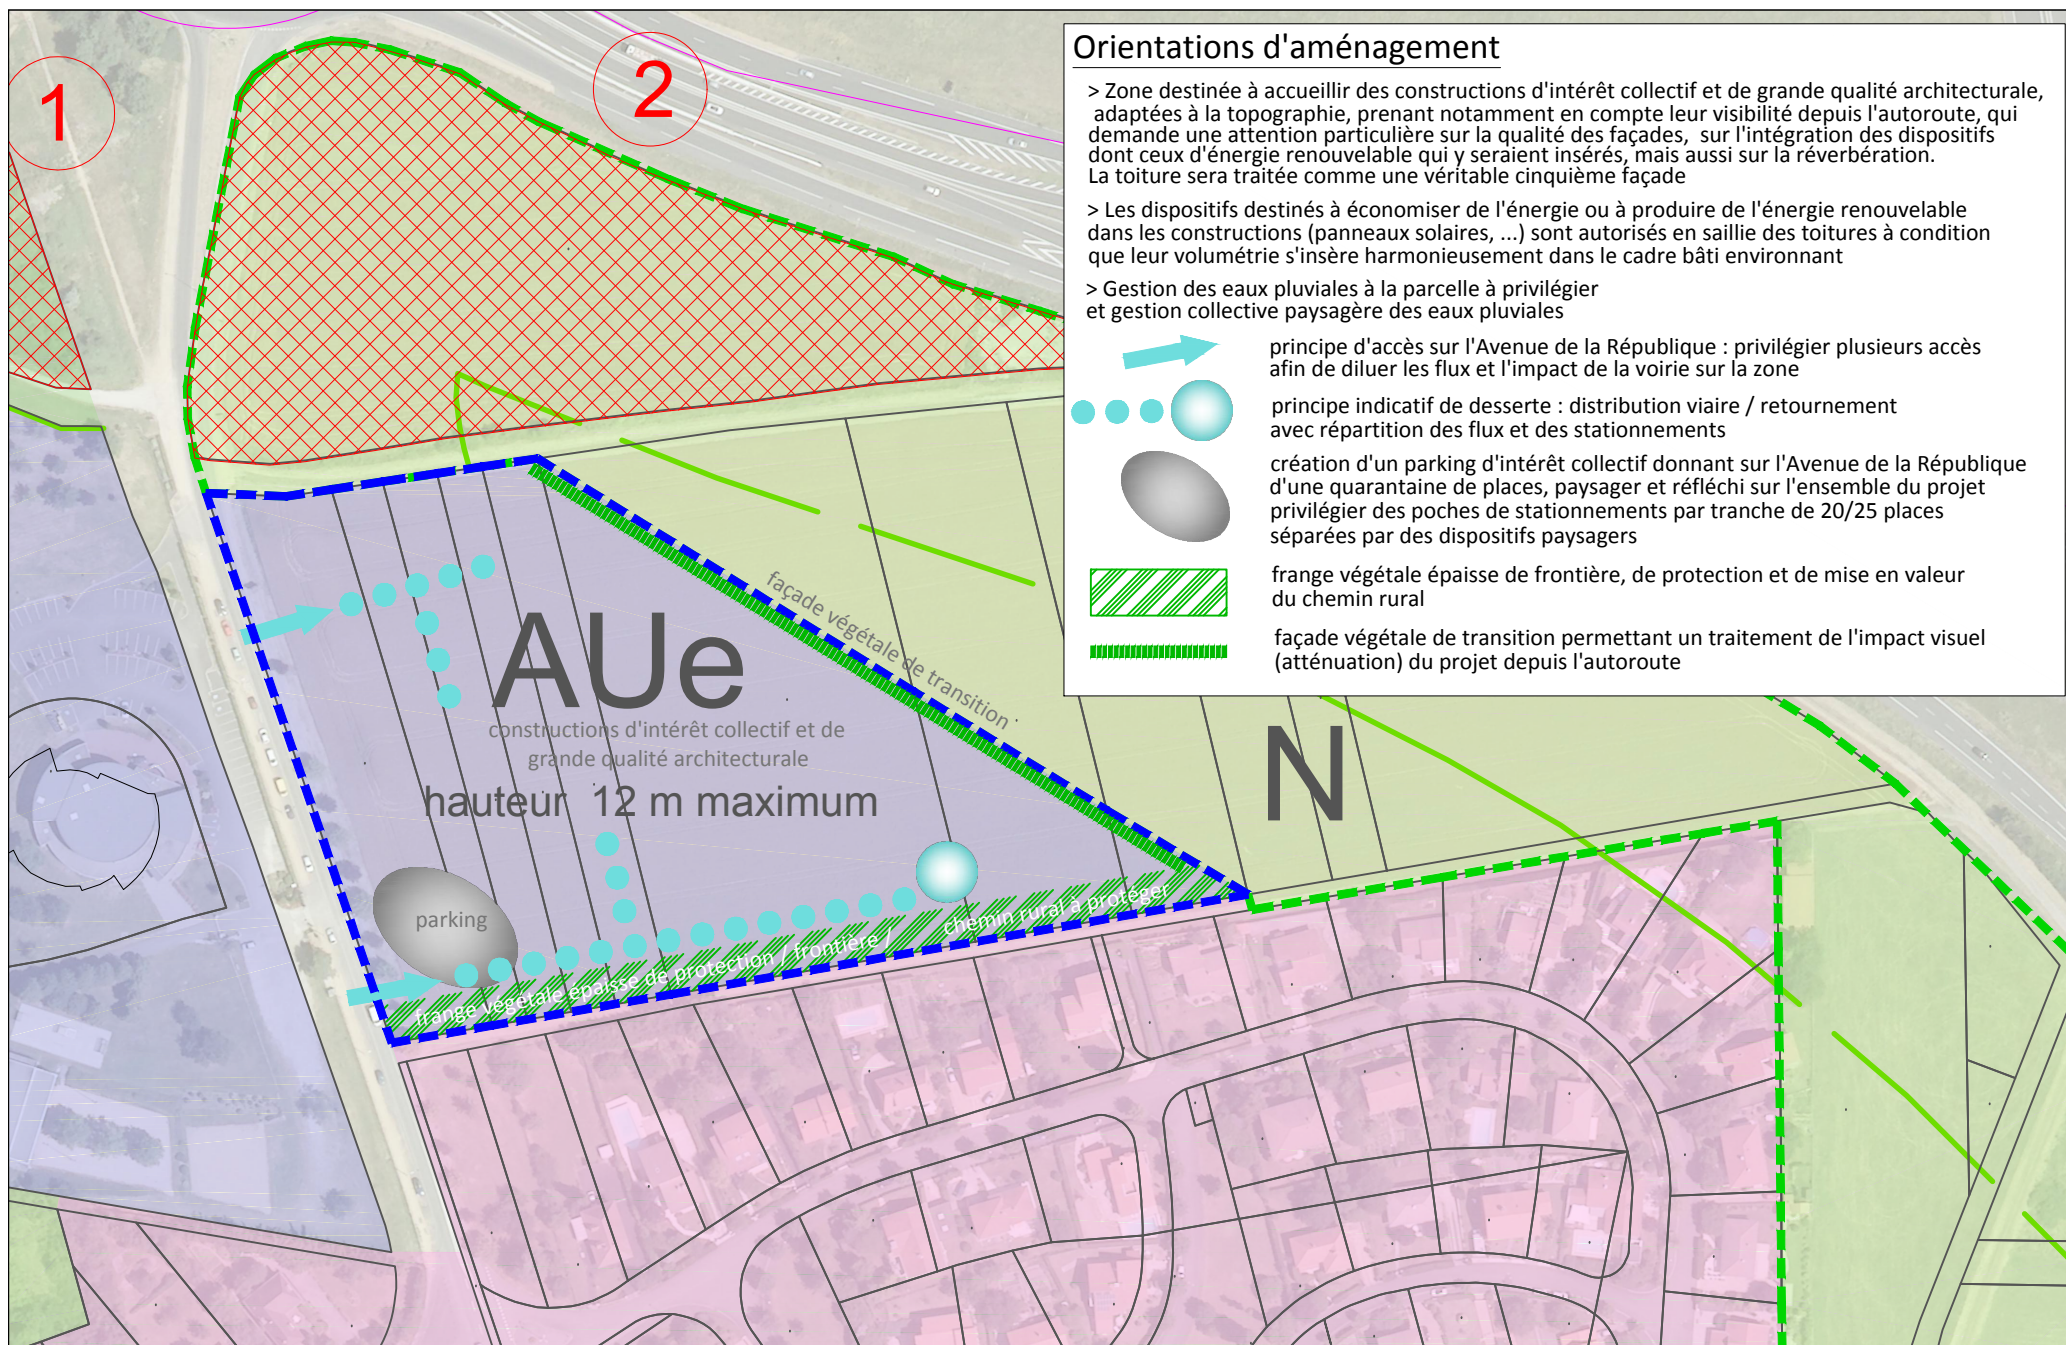 1
2
Orientations d'aménagement
> Zone destinée à accueillir des constructions d'intérêt collectif et de grande qualité architecturale,
adaptées à la topographie, prenant notamment en compte leur visibilité depuis l'autoroute, qui
demande une attention particulière sur la qualité des façades, sur l'intégration des dispositifs
dont ceux d'énergie renouvelable qui y seraient insérés, mais aussi sur la réverbération.
La toiture sera traitée comme une véritable cinquième façade
> Les dispositifs destinés à économiser de l'énergie ou à produire de l'énergie renouvelable
dans les constructions (panneaux solaires, ...) sont autorisés en saillie des toitures à condition
que leur volumétrie s'insère harmonieusement dans le cadre bâti environnant
> Gestion des eaux pluviales à la parcelle à privilégier
et gestion collective paysagère des eaux pluviales
principe d'accès sur l'Avenue de la République : privilégier plusieurs accès
afin de diluer les flux et l'impact de la voirie sur la zone
principe indicatif de desserte : distribution viaire / retournement
avec répartition des flux et des stationnements
création d'un parking d'intérêt collectif donnant sur l'Avenue de la République
d'une quarantaine de places, paysager et réfléchi sur l'ensemble du projet
privilégier des poches de stationnements par tranche de 20/25 places
séparées par des dispositifs paysagers
frange végétale épaisse de frontière, de protection et de mise en valeur
du chemin rural
façade végétale de transition permettant un traitement de l'impact visuel
(atténuation) du projet depuis l'autoroute
façade végétale de transition
AUe
constructions d'intérêt collectif et de
grande qualité architecturale
hauteur 12 m maximum
N
parking
frange végétale épaisse de protection / frontière /
chemin rural à protéger